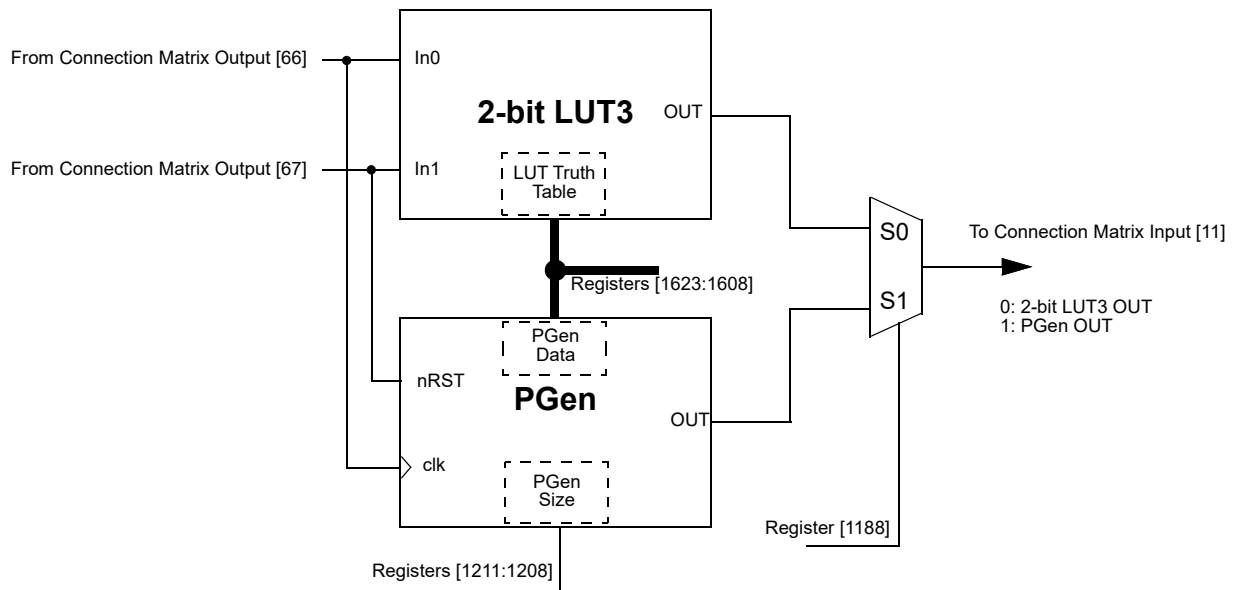 From Connection Matrix Output [66]
In0
2-bit LUT3
OUT
From Connection Matrix Output [67]
In1
LUT Truth
Table
S0
To Connection Matrix Input [11]
Registers [1623:1608]
S1
0: 2-bit LUT3 OUT
1: PGen OUT
PGen
Data
nRST
PGen
OUT
clk
PGen
Size
Register [1188]
Registers [1211:1208]